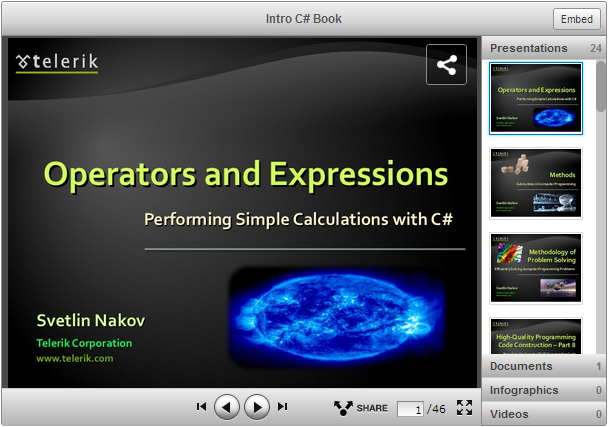 Intro C# Book
Embed
telerik
Operators and Expressions
Performing Simple Calculations with C#
Svetlin Nakov
Telerik Corporation
www.telerik.com
SHARE
1 /46
Presentations 24
Operators and Expressions
Performing Simple Calculations with C#
Svetlin Nakov
Methods
Subroutines in Computer Programming
Methodology of
Problem Solving
Efficiently Solving Computer Programming Problems
High-Quality Programming
Code Construction – Part II
Documents 1
Infographics 0
Videos 0